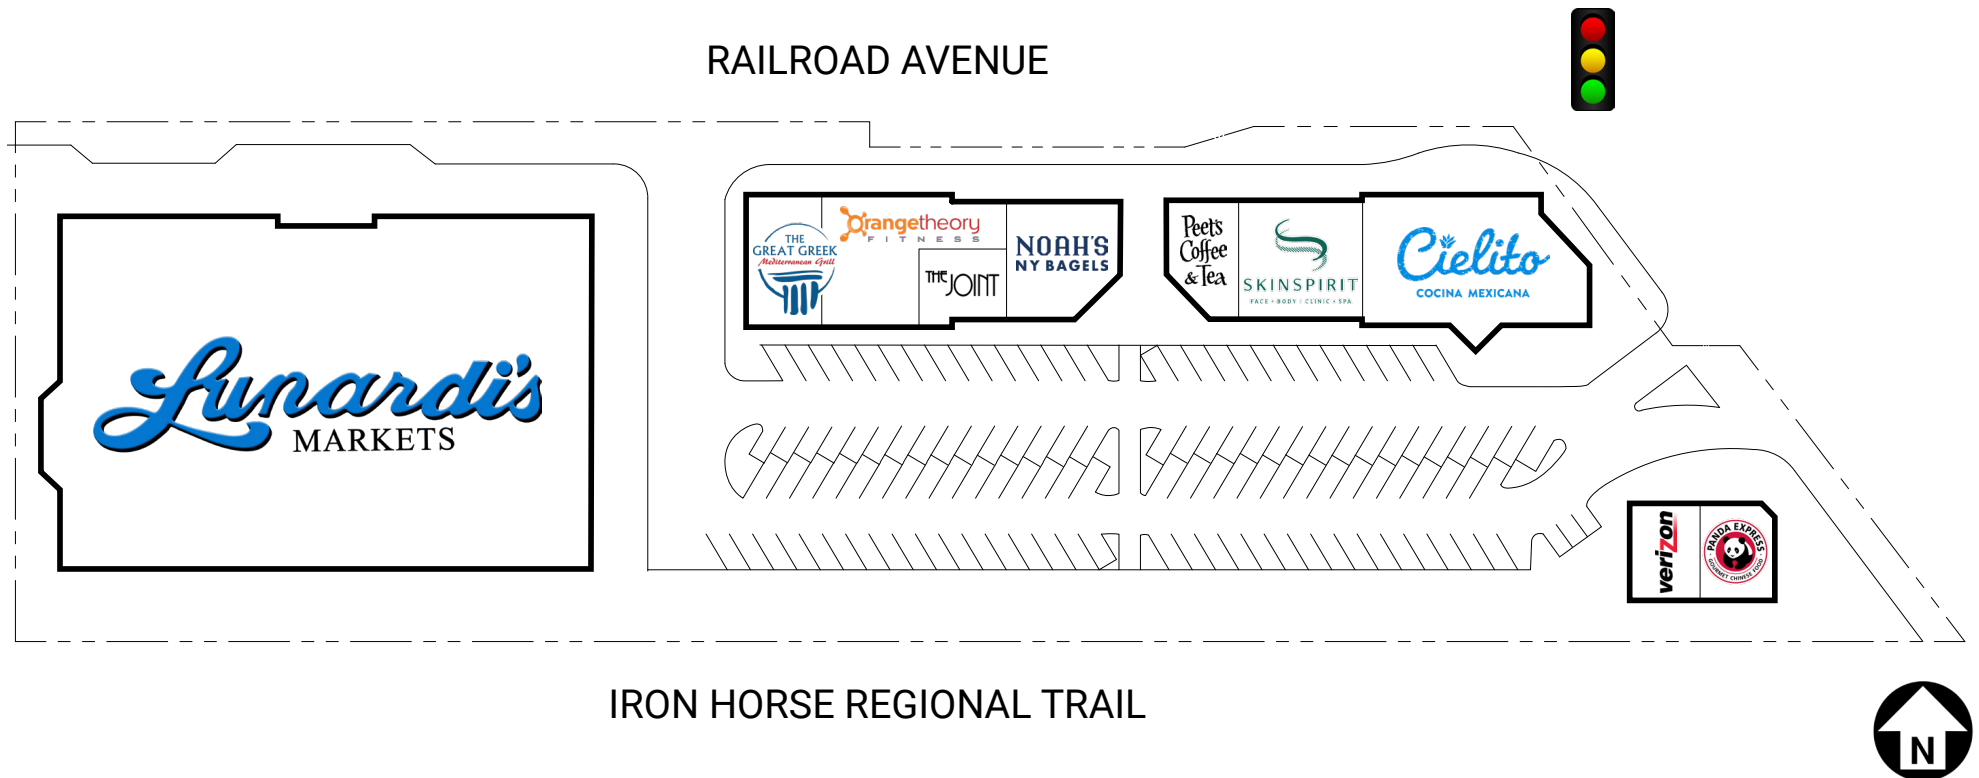 RAILROAD AVENUE
Lunardi's
MARKETS
THE
GREAT GREEK
Mediterranean Grill
Orangetheory
FITNESS
THE JOINT
NOAH'S
NY BAGELS
Peet's
Coffee
& Tea
SKINSPIRIT
FACE • BODY | CLINIC • SPA
Cielito
COCINA MEXICANA
verizon
PANDA EXPRESS
GOURMET CHINESE FOOD
IRON HORSE REGIONAL TRAIL
N